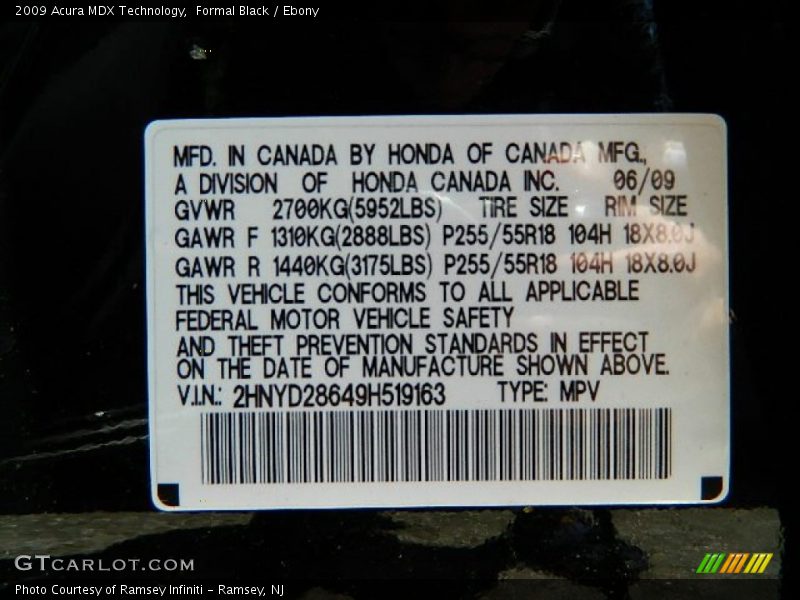 2009 Acura MDX Technology,  Formal Black / Ebony
MFD. IN CANADA BY HONDA OF CANADA MFG.,
A DIVISION OF HONDA CANADA INC. 06/09
GVWR 2700KG(5952LBS) TIRE SIZE RIM SIZE
GAWR F 1310KG(2888LBS) P255/55R18 104H 18X8.0J
GAWR R 1440KG(3175LBS) P255/55R18 104H 18X8.0J
THIS VEHICLE CONFORMS TO ALL APPLICABLE
FEDERAL MOTOR VEHICLE SAFETY
AND THEFT PREVENTION STANDARDS IN EFFECT
ON THE DATE OF MANUFACTURE SHOWN ABOVE.
V.I.N.: 2HNYD28649H519163 TYPE: MPV
GTCARLOT.COM
Photo Courtesy of Ramsey Infiniti – Ramsey, NJ